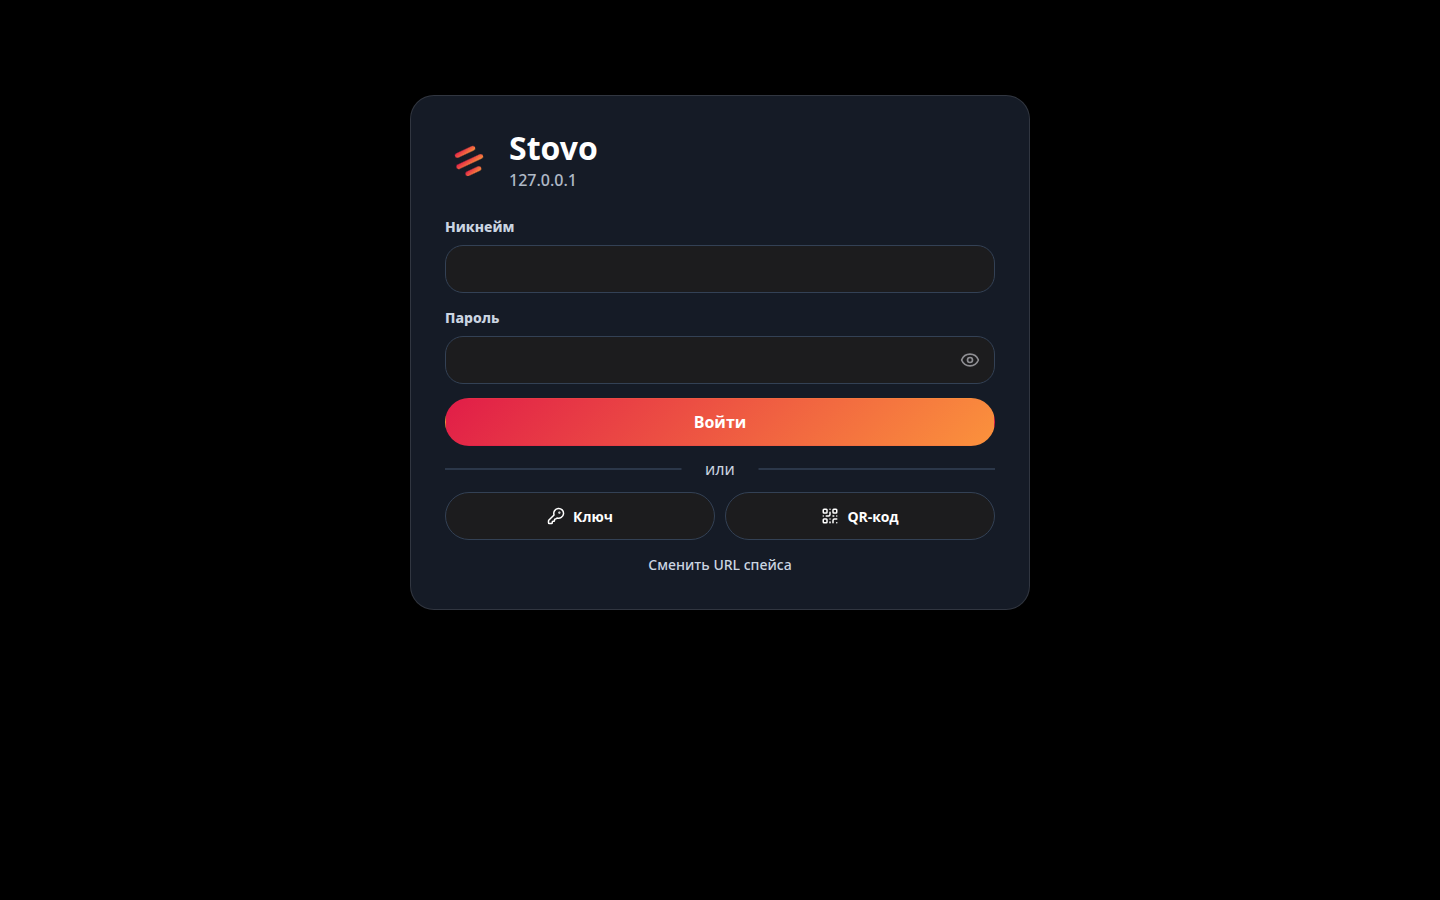 Stovo
127.0.0.1
Никнейм
Пароль
Войти
или
Ключ
QR-код
Сменить URL спейса